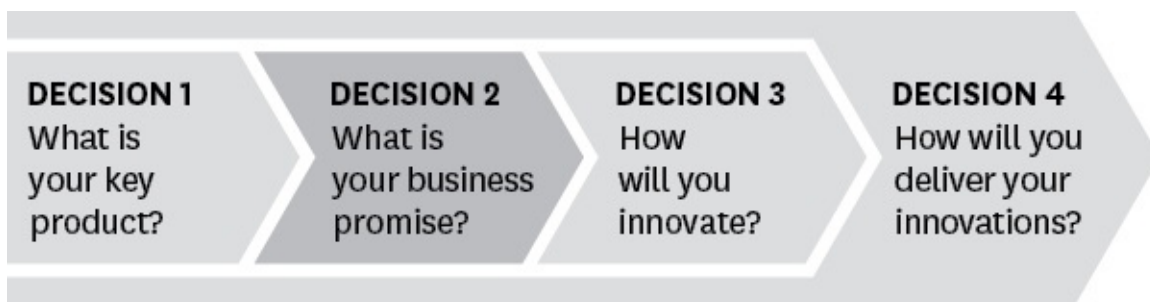 DECISION 1
What is
your key
product?
DECISION 2
What is
your business
promise?
DECISION 3
How
will you
innovate?
DECISION 4
How will you
deliver your
innovations?